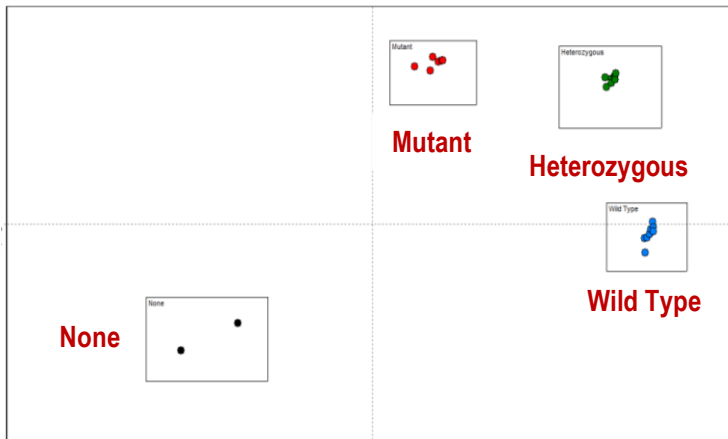 Mutant
Heterozygous
Mutant
Heterozygous
Wild Type
Wild Type
None
None